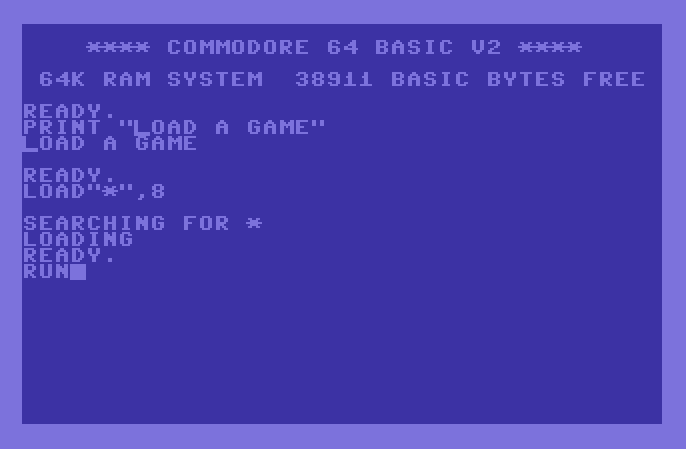 **** COMMODORE 64 BASIC V2 ****
64K RAM SYSTEM  38911 BASIC BYTES FREE
READY.
PRINT "LOAD A GAME"
LOAD A GAME
READY.
LOAD"*",8
SEARCHING FOR *
LOADING
READY.
RUN